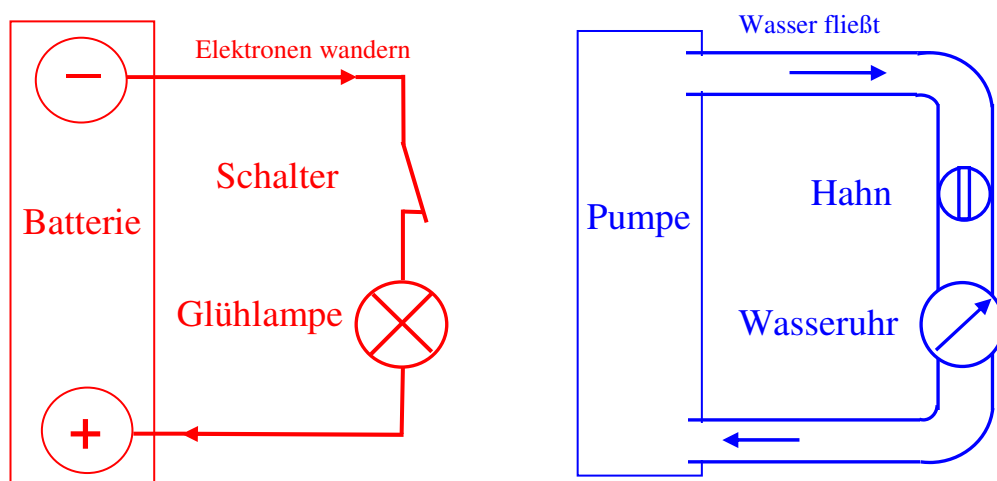 Elektronen wandern
Schalter
Batterie
Glühlampe
Wasser fließt
Hahn
Pumpe
Wasseruhr